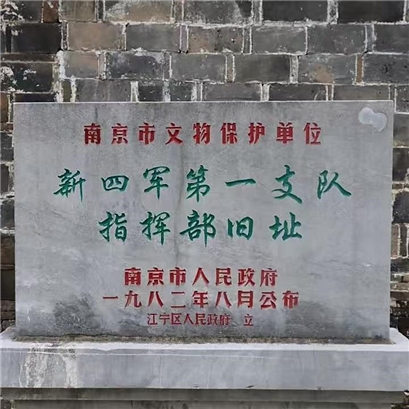 南京市文物保护单位
新四军第一支队
指挥部旧址
南京市人民政府
一九八二年八月公布
江宁区人民政府 立